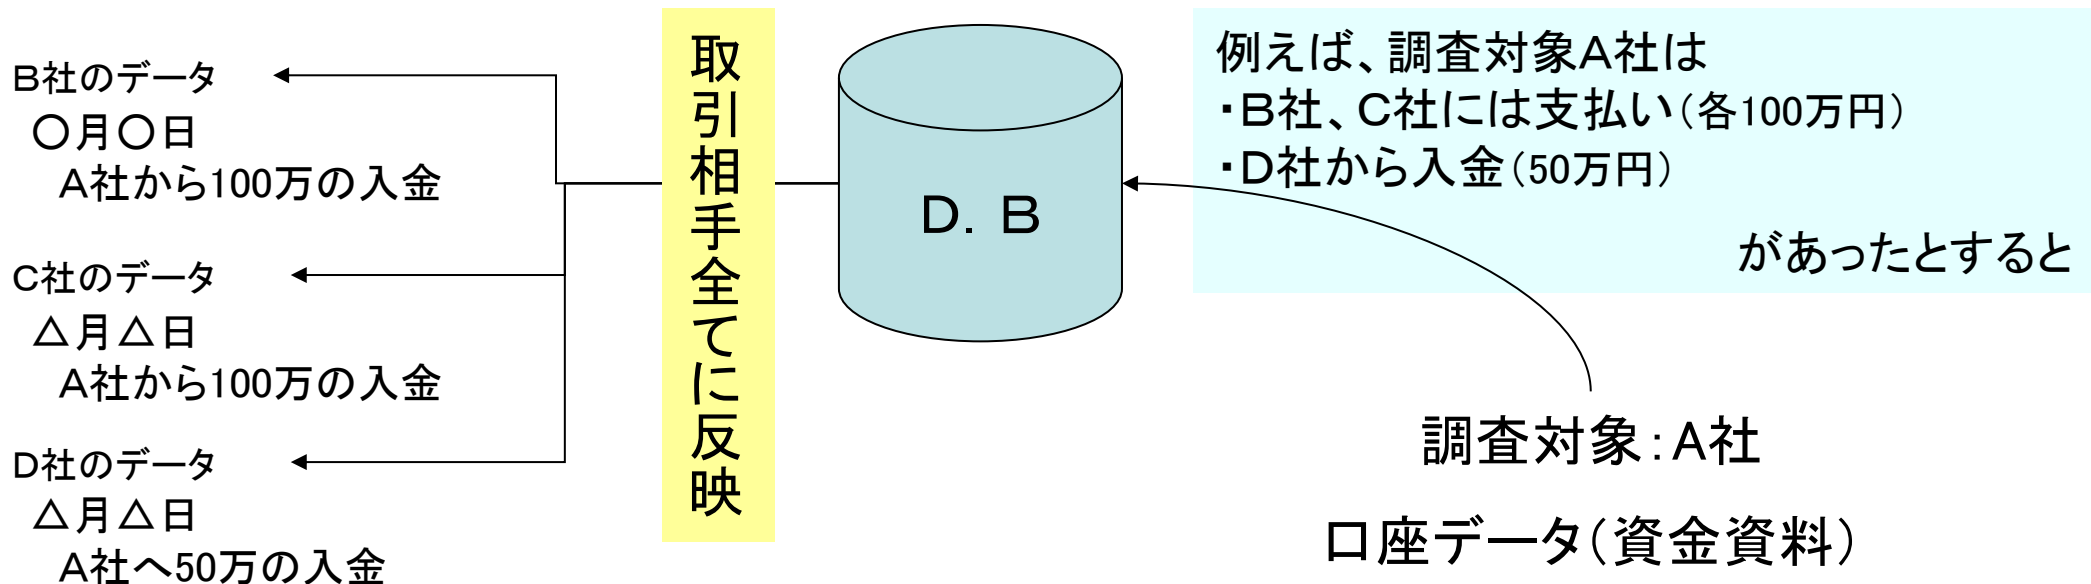 B社のデータ
〇月〇日
A社から100万の入金
C社のデータ
△月△日
A社から100万の入金
D社のデータ
△月△日
A社へ50万の入金
取引相手全てに反映
D.B
例えば、調査対象A社は
・B社、C社には支払い(各100万円)
・D社から入金(50万円)
があったとすると
調査対象:A社
口座データ(資金資料)